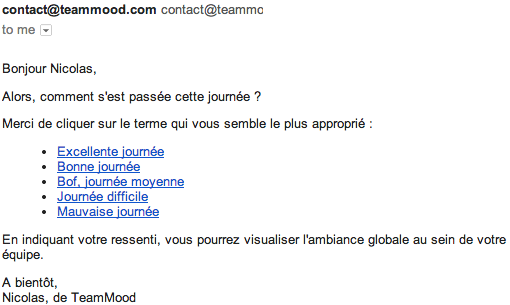 contact@teammood.com contact@teammo
to me
Bonjour Nicolas,
Alors, comment s'est passée cette journée ?
Merci de cliquer sur le terme qui vous semble le plus approprié :
• Excellente journée
• Bonne journée
• Bof, journée moyenne
• Journée difficile
• Mauvaise journée
En indiquant votre ressenti, vous pourrez visualiser l'ambiance globale au sein de votre
équipe.
A bientôt,
Nicolas, de TeamMood